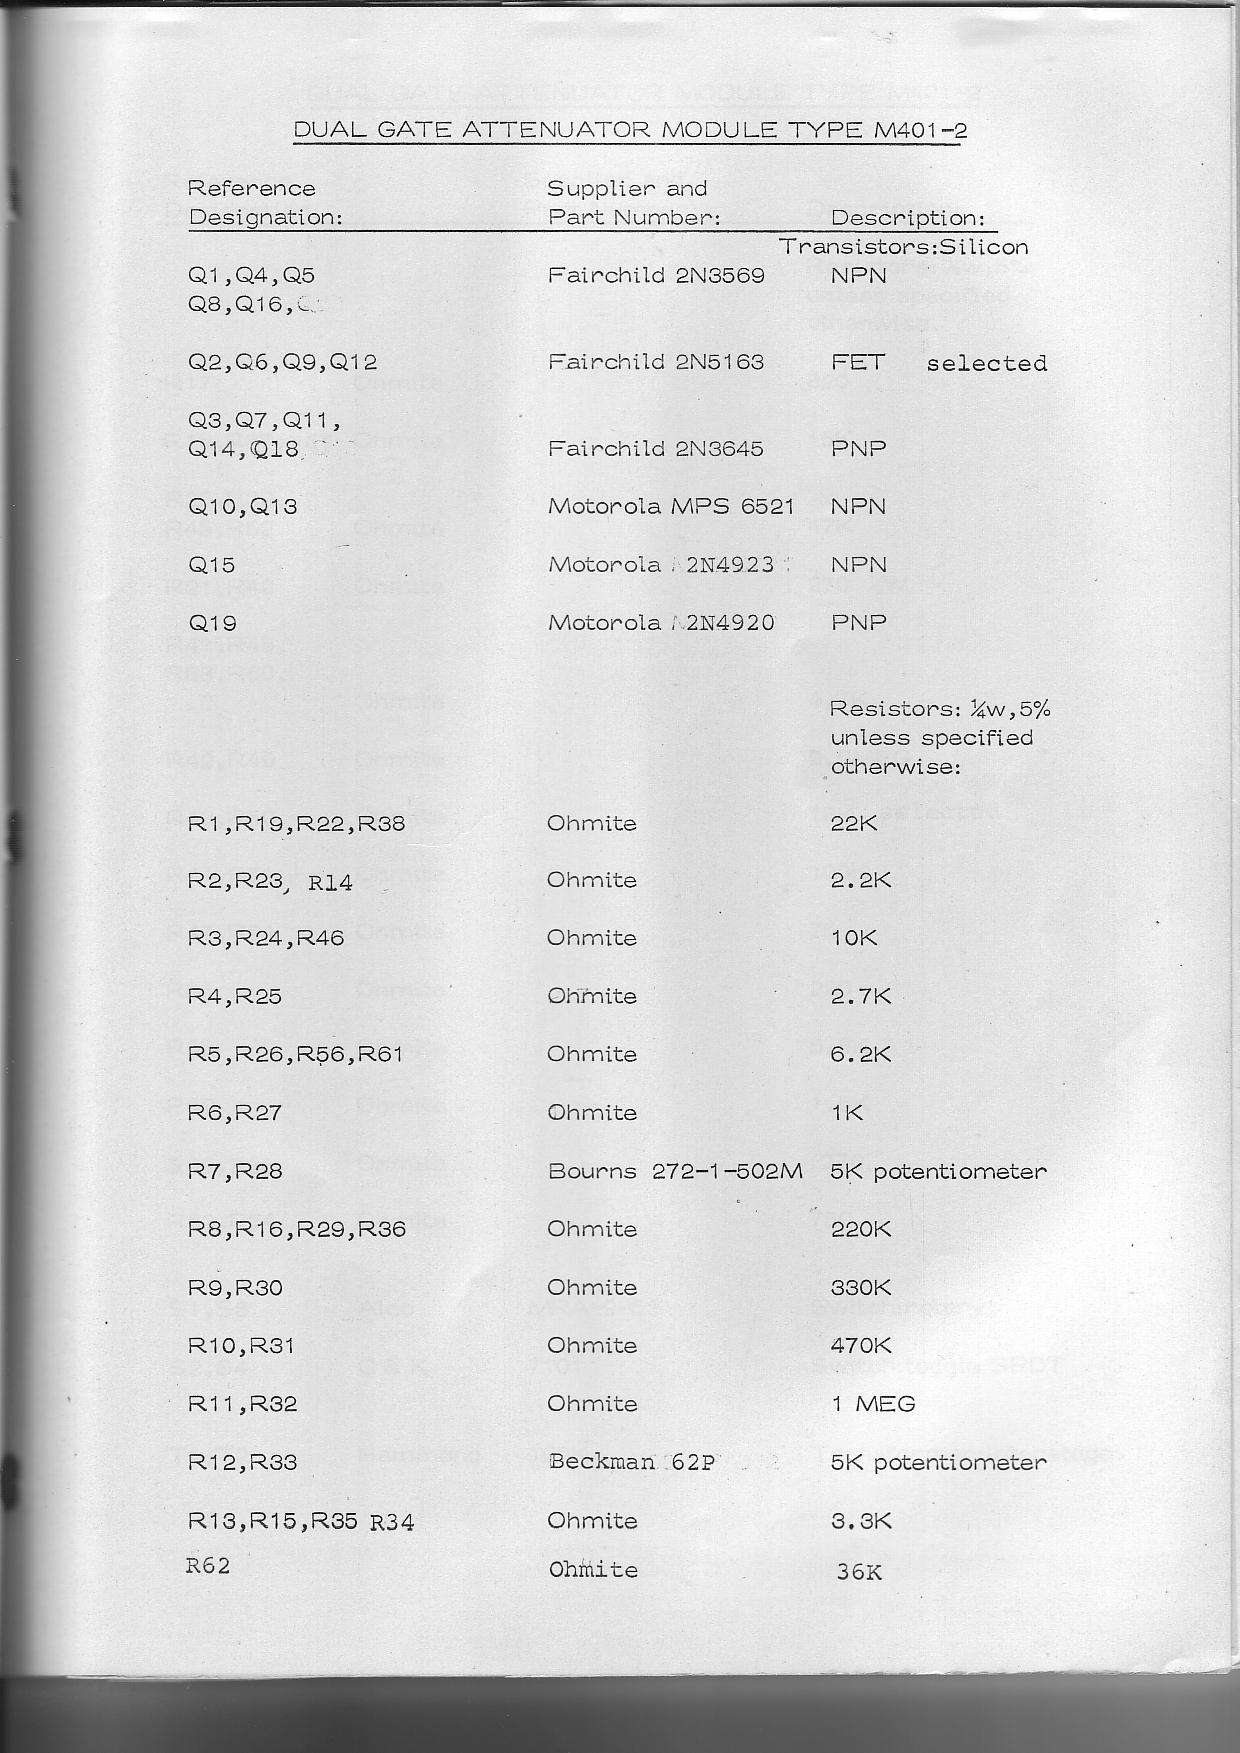 DUAL GATE ATTENUATOR MODULE TYPE M401-2
Reference Supplier and
Designation: Part Number: Description:
Transistors:Silicon
Q1,Q4,Q5 Fairchild 2N3569 NPN
Q8,Q16,
Q2,Q6,Q9,Q12 Fairchild 2N5163 FET selected
Q3,Q7,Q11,
Q14,Q18 Fairchild 2N3645 PNP
Q10,Q13 Motorola MPS 6521 NPN
Q15 Motorola 2N4923 NPN
Q19 Motorola 2N4920 PNP
Resistors: ¼w,5%
unless specified
otherwise:
R1,R19,R22,R38 Ohmite 22K
R2,R23, R14 Ohmite 2.2K
R3,R24,R46 Ohmite 10K
R4,R25 Ohmite 2.7K
R5,R26,R56,R61 Ohmite 6.2K
R6,R27 Ohmite 1K
R7,R28 Bourns 272-1-502M 5K potentiometer
R8,R16,R29,R36 Ohmite 220K
R9,R30 Ohmite 330K
R10,R31 Ohmite 470K
R11,R32 Ohmite 1 MEG
R12,R33 Beckman 62P 5K potentiometer
R13,R15,R35 R34 Ohmite 3.3K
R62 Ohmite 36K